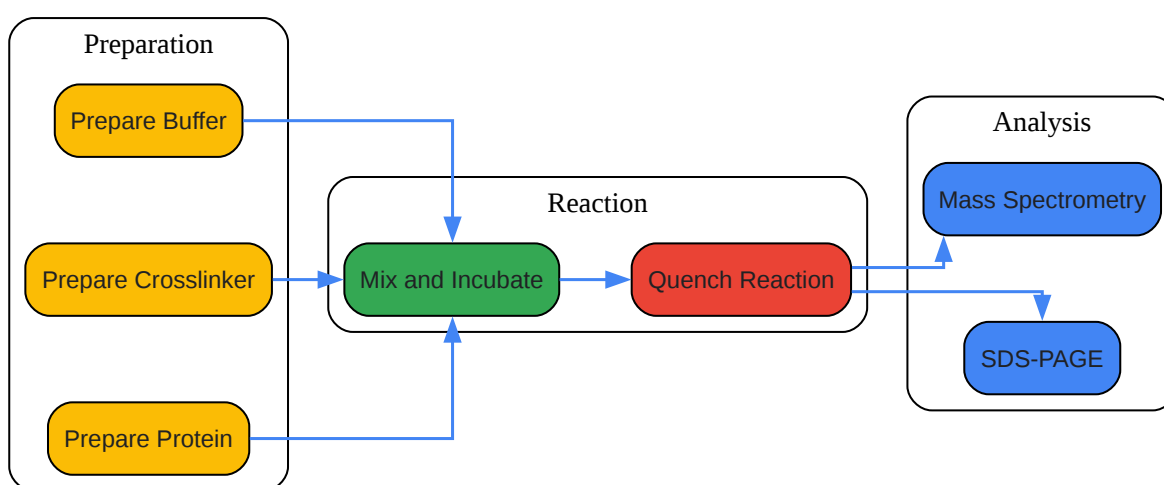 Preparation
Prepare Buffer
Prepare Crosslinker
Prepare Protein
Reaction
Mix and Incubate
Quench Reaction
Analysis
Mass Spectrometry
SDS-PAGE